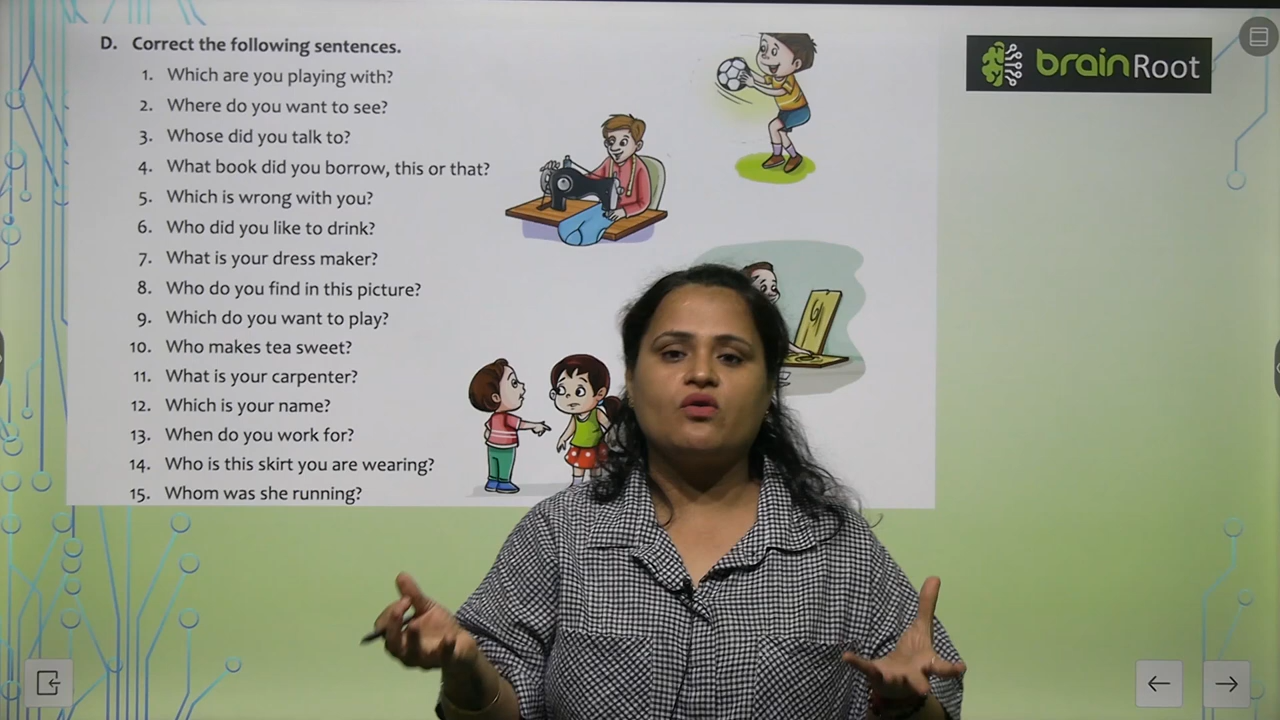 D. Correct the following sentences.
1. Which are you playing with?
2. Where do you want to see?
3. Whose did you talk to?
4. What book did you borrow, this or that?
5. Which is wrong with you?
6. Who did you like to drink?
7. What is your dress maker?
8. Who do you find in this picture?
9. Which do you want to play?
10. Who makes tea sweet?
11. What is your carpenter?
12. Which is your name?
13. When do you work for?
14. Who is this skirt you are wearing?
15. Whom was she running?
brainRoot